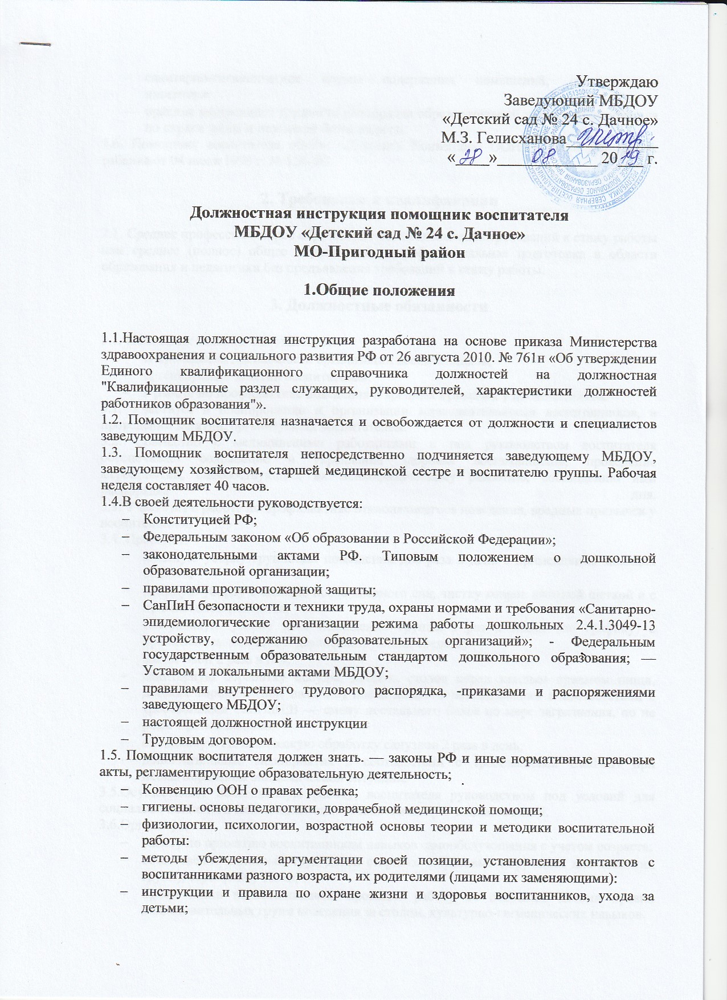 Утверждаю
Заведующий МБДОУ
«Детский сад № 24 с. Дачное»
М.З. Гелисханова
«28» 08 2019 г.
Должностная инструкция помощник воспитателя
МБДОУ «Детский сад № 24 с. Дачное»
МО-Пригодный район
1.Общие положения
1.1.Настоящая должностная инструкция разработана на основе приказа Министерства
здравоохранения и социального развития РФ от 26 августа 2010. № 761н «Об утверждении
Единого квалификационного справочника должностей на должностная
"Квалификационные раздел служащих, руководителей, характеристики должностей
работников образования"».
1.2. Помощник воспитателя назначается и освобождается от должности и специалистов
заведующим МБДОУ.
1.3. Помощник воспитателя непосредственно подчиняется заведующему МБДОУ,
заведующему хозяйством, старшей медицинской сестре и воспитателю группы. Рабочая
неделя составляет 40 часов.
1.4.В своей деятельности руководствуется:
− Конституцией РФ;
− Федеральным законом «Об образовании в Российской Федерации»;
− законодательными актами РФ. Типовым положением о дошкольной
образовательной организации;
− правилами противопожарной защиты;
− СанПиН безопасности и техники труда, охраны нормами и требования «Санитарно-
эпидемиологические организации режима работы дошкольных 2.4.1.3049-13
устройству, содержанию образовательных организаций»; - Федеральным
государственным образовательным стандартом дошкольного образования; —
Уставом и локальными актами МБДОУ;
− правилами внутреннего трудового распорядка, -приказами и распоряжениями
заведующего МБДОУ;
− настоящей должностной инструкции
− Трудовым договором.
1.5. Помощник воспитателя должен знать. — законы РФ и иные нормативные правовые
акты, регламентирующие образовательную деятельность;
− Конвенцию ООН о правах ребенка;
− гигиены. основы педагогики, доврачебной медицинской помощи;
− физиологии, психологии, возрастной основы теории и методики воспитательной
работы:
− методы убеждения, аргументации своей позиции, установления контактов с
воспитанниками разного возраста, их родителями (лицами их заменяющими):
− инструкции и правила по охране жизни и здоровья воспитанников, ухода за
детьми;